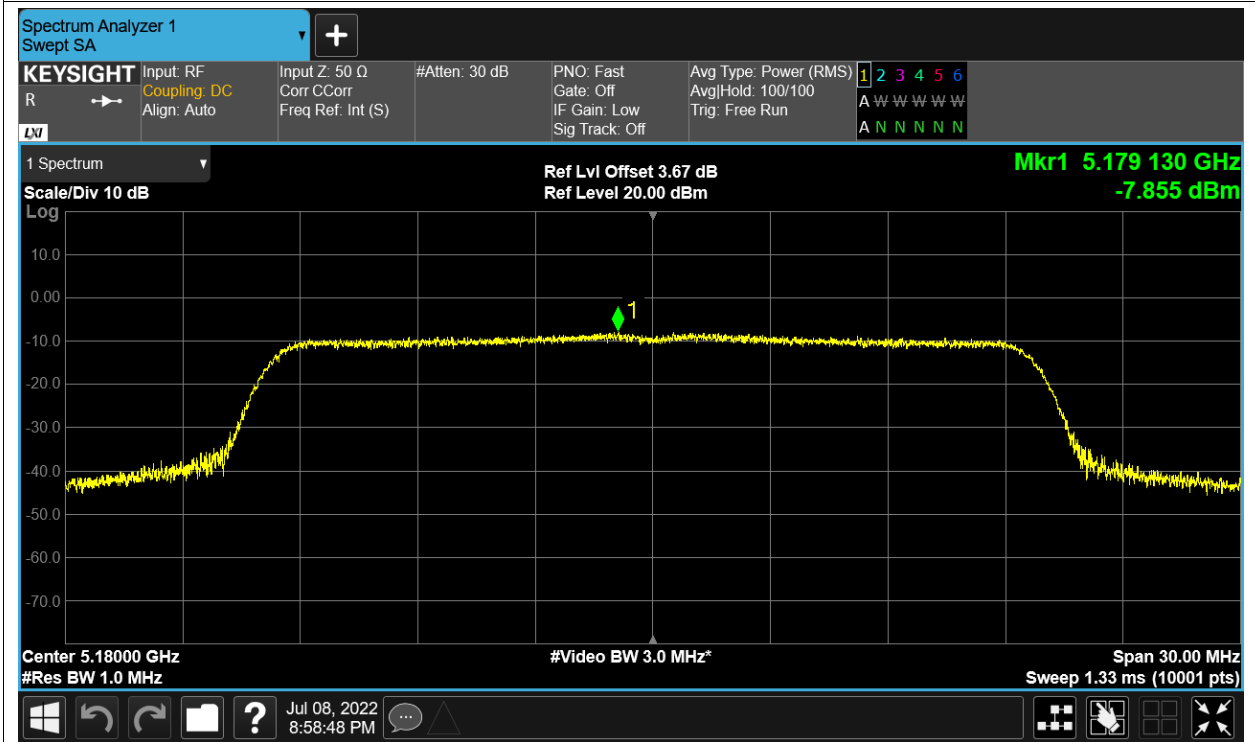 Spectrum Analyzer 1
Swept SA
KEYSIGHT
R
LXI
Input: RF
Coupling: DC
Align: Auto
Input Z: 50 Ω
Corr CCorr
Freq Ref: Int (S)
#Atten: 30 dB
PNO: Fast
Gate: Off
IF Gain: Low
Sig Track: Off
Avg Type: Power (RMS)
Avg|Hold: 100/100
Trig: Free Run
1 2 3 4 5 6
A W W W W W
A N N N N N
1 Spectrum
Scale/Div 10 dB
Ref Lvl Offset 3.67 dB
Ref Level 20.00 dBm
Mkr1 5.179 130 GHz
-7.855 dBm
Log
10.0
0.00
-10.0
-20.0
-30.0
-40.0
-50.0
-60.0
-70.0
1
Center 5.18000 GHz
#Res BW 1.0 MHz
#Video BW 3.0 MHz*
Span 30.00 MHz
Sweep 1.33 ms (10001 pts)
?
Jul 08, 2022
8:58:48 PM